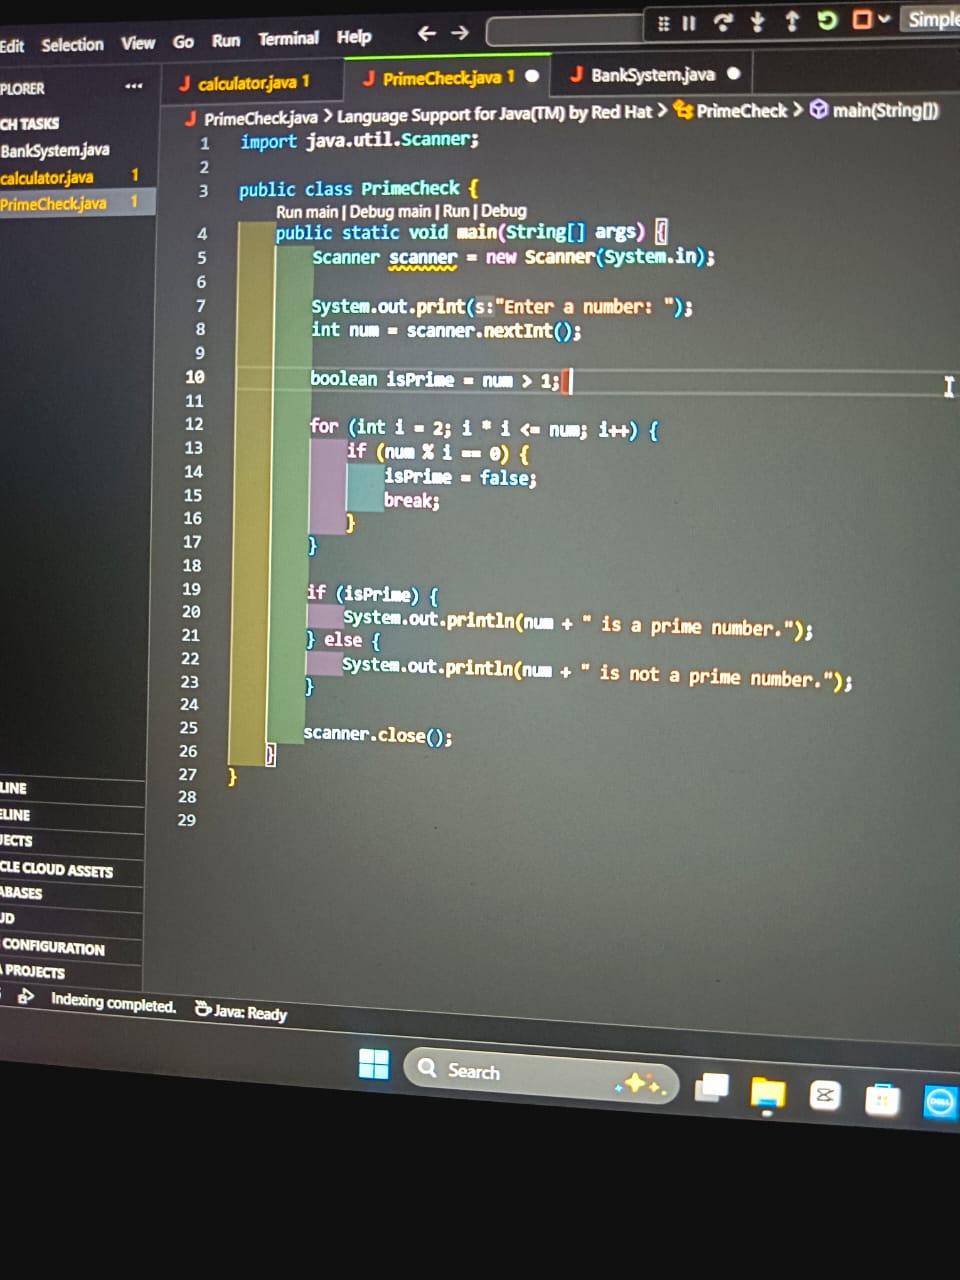 Edit Selection View Go Run Terminal Help
Simple
PLORER
CH TASKS
BankSystem.java
calculator.java 1
PrimeCheck.java 1
calculator.java 1
PrimeCheck.java 1
BankSystem.java
PrimeCheck.java > Language Support for Java(TM) by Red Hat > PrimeCheck > main(String[])
1 import java.util.Scanner;
2
3 public class PrimeCheck {
Run main | Debug main | Run | Debug
4 public static void main(String[] args) {
5 Scanner scanner = new Scanner(System.in);
6
7 System.out.print(s:"Enter a number: ");
8 int num = scanner.nextInt();
9
10 boolean isPrime = num > 1;
11
12 for (int i = 2; i * i <= num; i++) {
13 if (num % i == 0) {
14 isPrime = false;
15 break;
16 }
17 }
18
19 if (isPrime) {
20 System.out.println(num + " is a prime number.");
21 } else {
22 System.out.println(num + " is not a prime number.");
23 }
24
25 scanner.close();
26 }
27 }
28
29
LINE
ELINE
JECTS
CLE CLOUD ASSETS
ABASES
UD
CONFIGURATION
A PROJECTS
Indexing completed. Java: Ready
Search
DELL